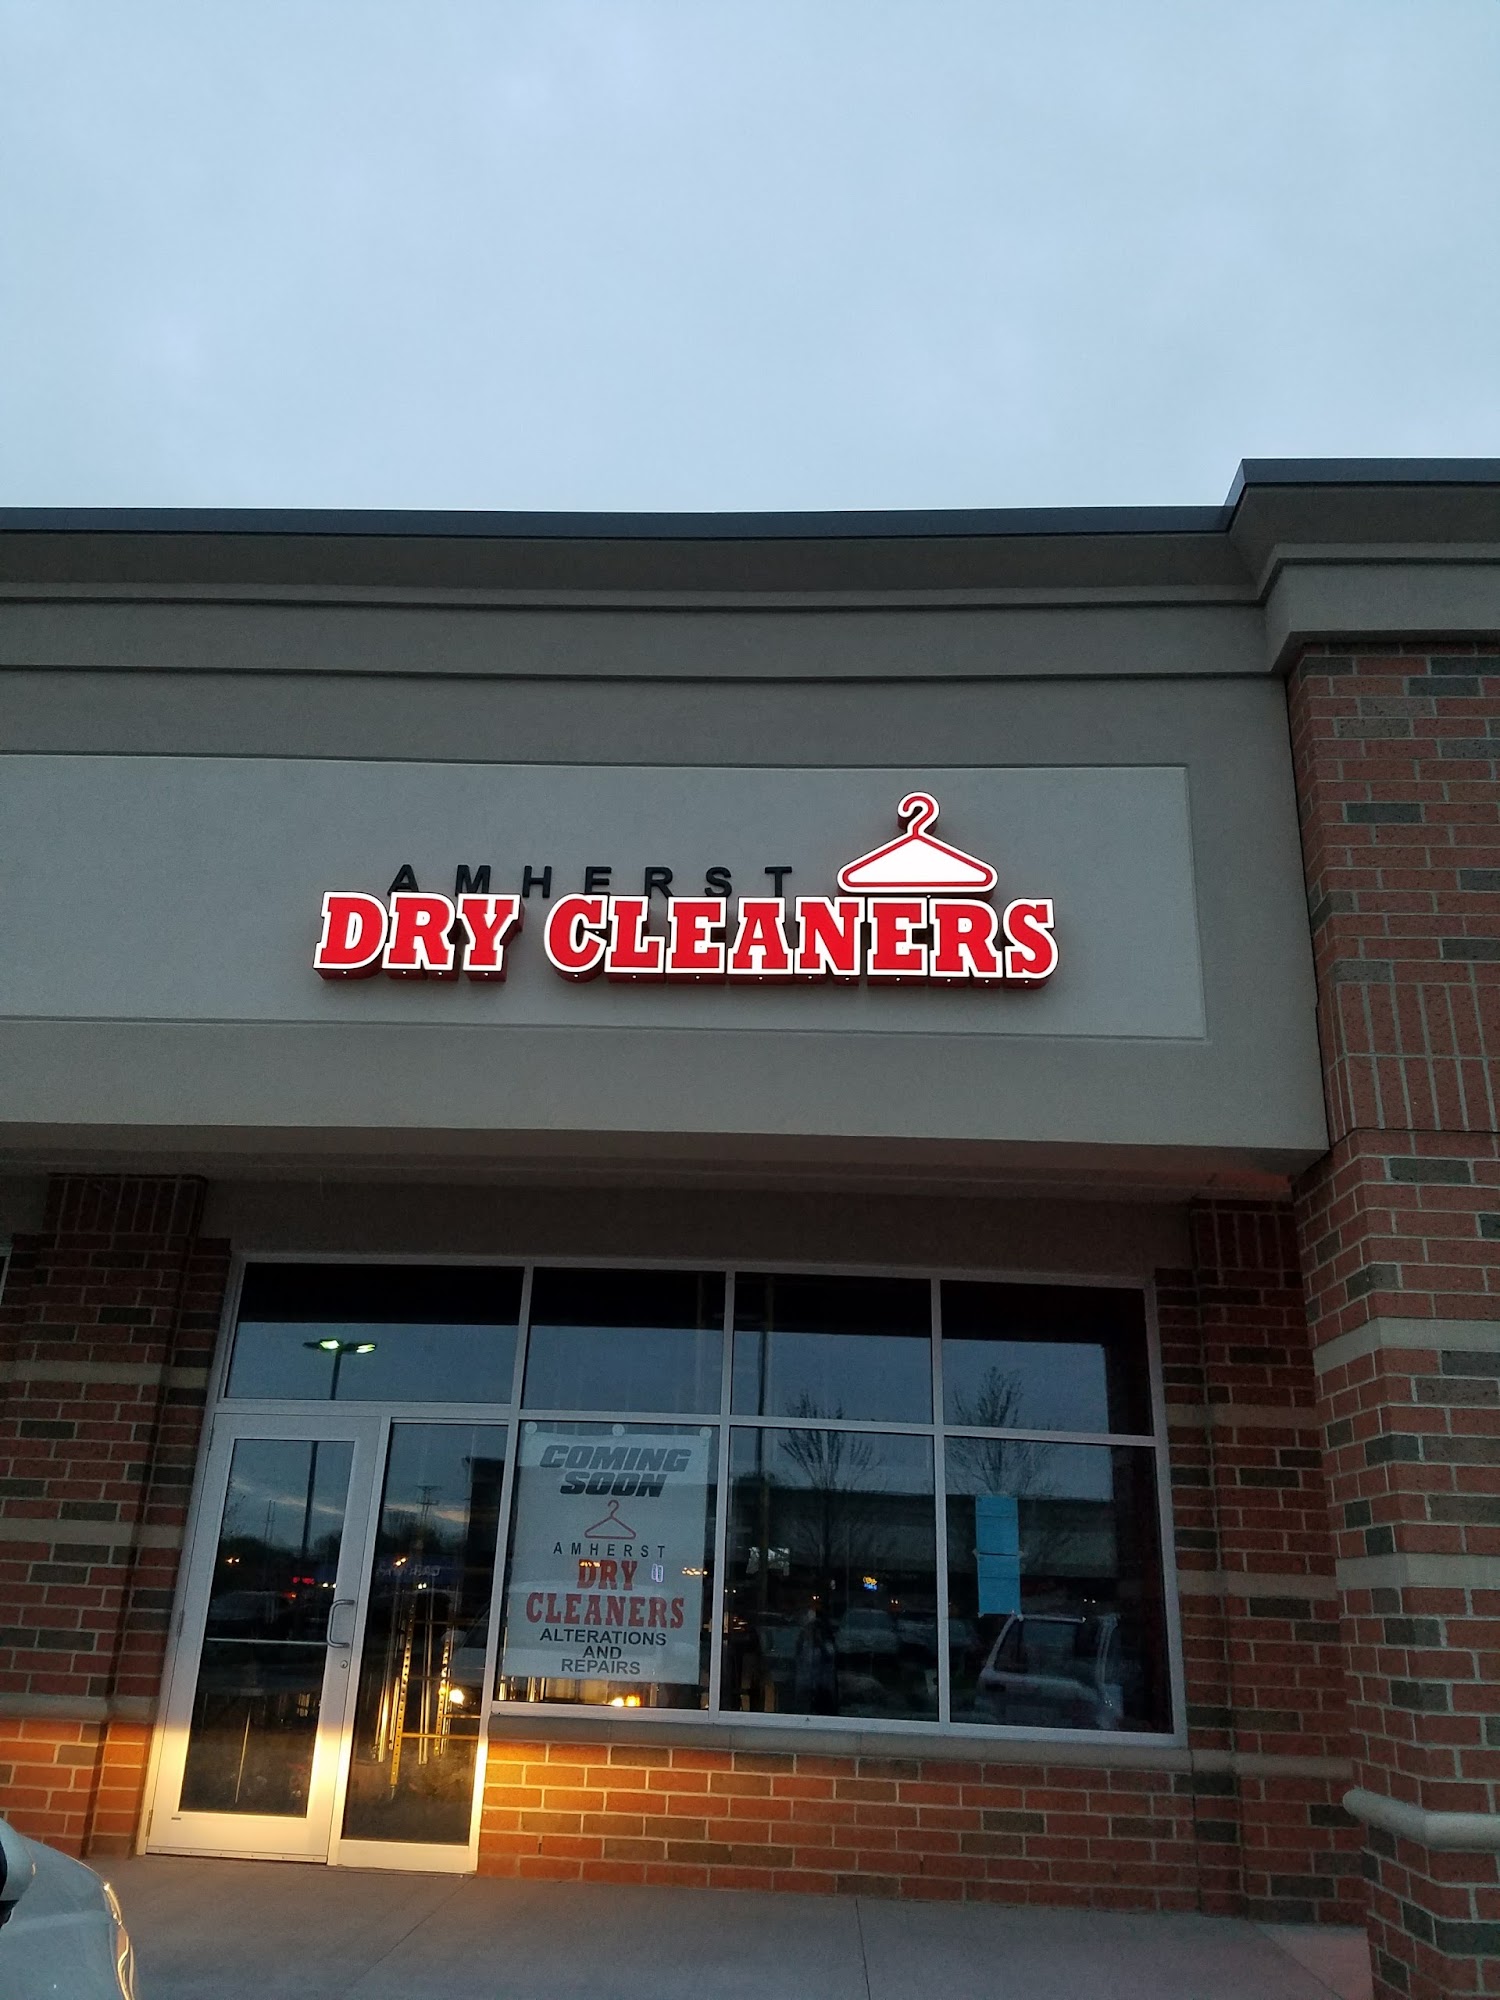 AMHERST
DRY CLEANERS
COMING
SOON
AMHERST
DRY
CLEANERS
ALTERATIONS
AND
REPAIRS